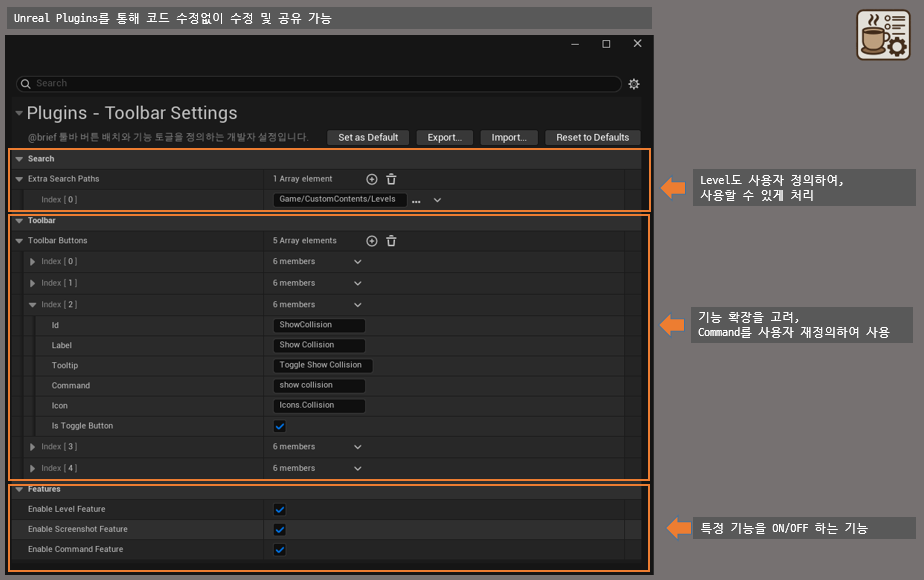 Unreal Plugins를 통해 코드 수정없이 수정 및 공유 가능
Search
Plugins - Toolbar Settings
@brief 툴바 버튼 배치와 기능 토글을 정의하는 개발자 설정입니다.
Set as Default
Export...
Import...
Reset to Defaults
Search
Extra Search Paths
1 Array element
Index [ 0 ]
Game/CustomContents/Levels
...
Level도 사용자 정의하여,
사용할 수 있게 처리
Toolbar
Toolbar Buttons
5 Array elements
Index [ 0 ]
6 members
Index [ 1 ]
6 members
Index [ 2 ]
6 members
Id
ShowCollision
Label
Show Collision
Tooltip
Toggle Show Collision
Command
show collision
Icon
Icons.Collision
Is Toggle Button
Index [ 3 ]
6 members
Index [ 4 ]
6 members
기능 확장을 고려,
Command를 사용자 재정의하여 사용
Features
Enable Level Feature
Enable Screenshot Feature
Enable Command Feature
특정 기능을 ON/OFF 하는 기능